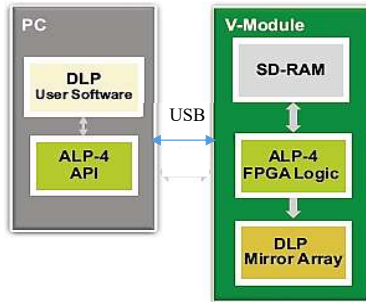 PC
DLP
User Software
ALP-4
API
USB
V-Module
SD-RAM
ALP-4
FPGA Logic
DLP
Mirror Array